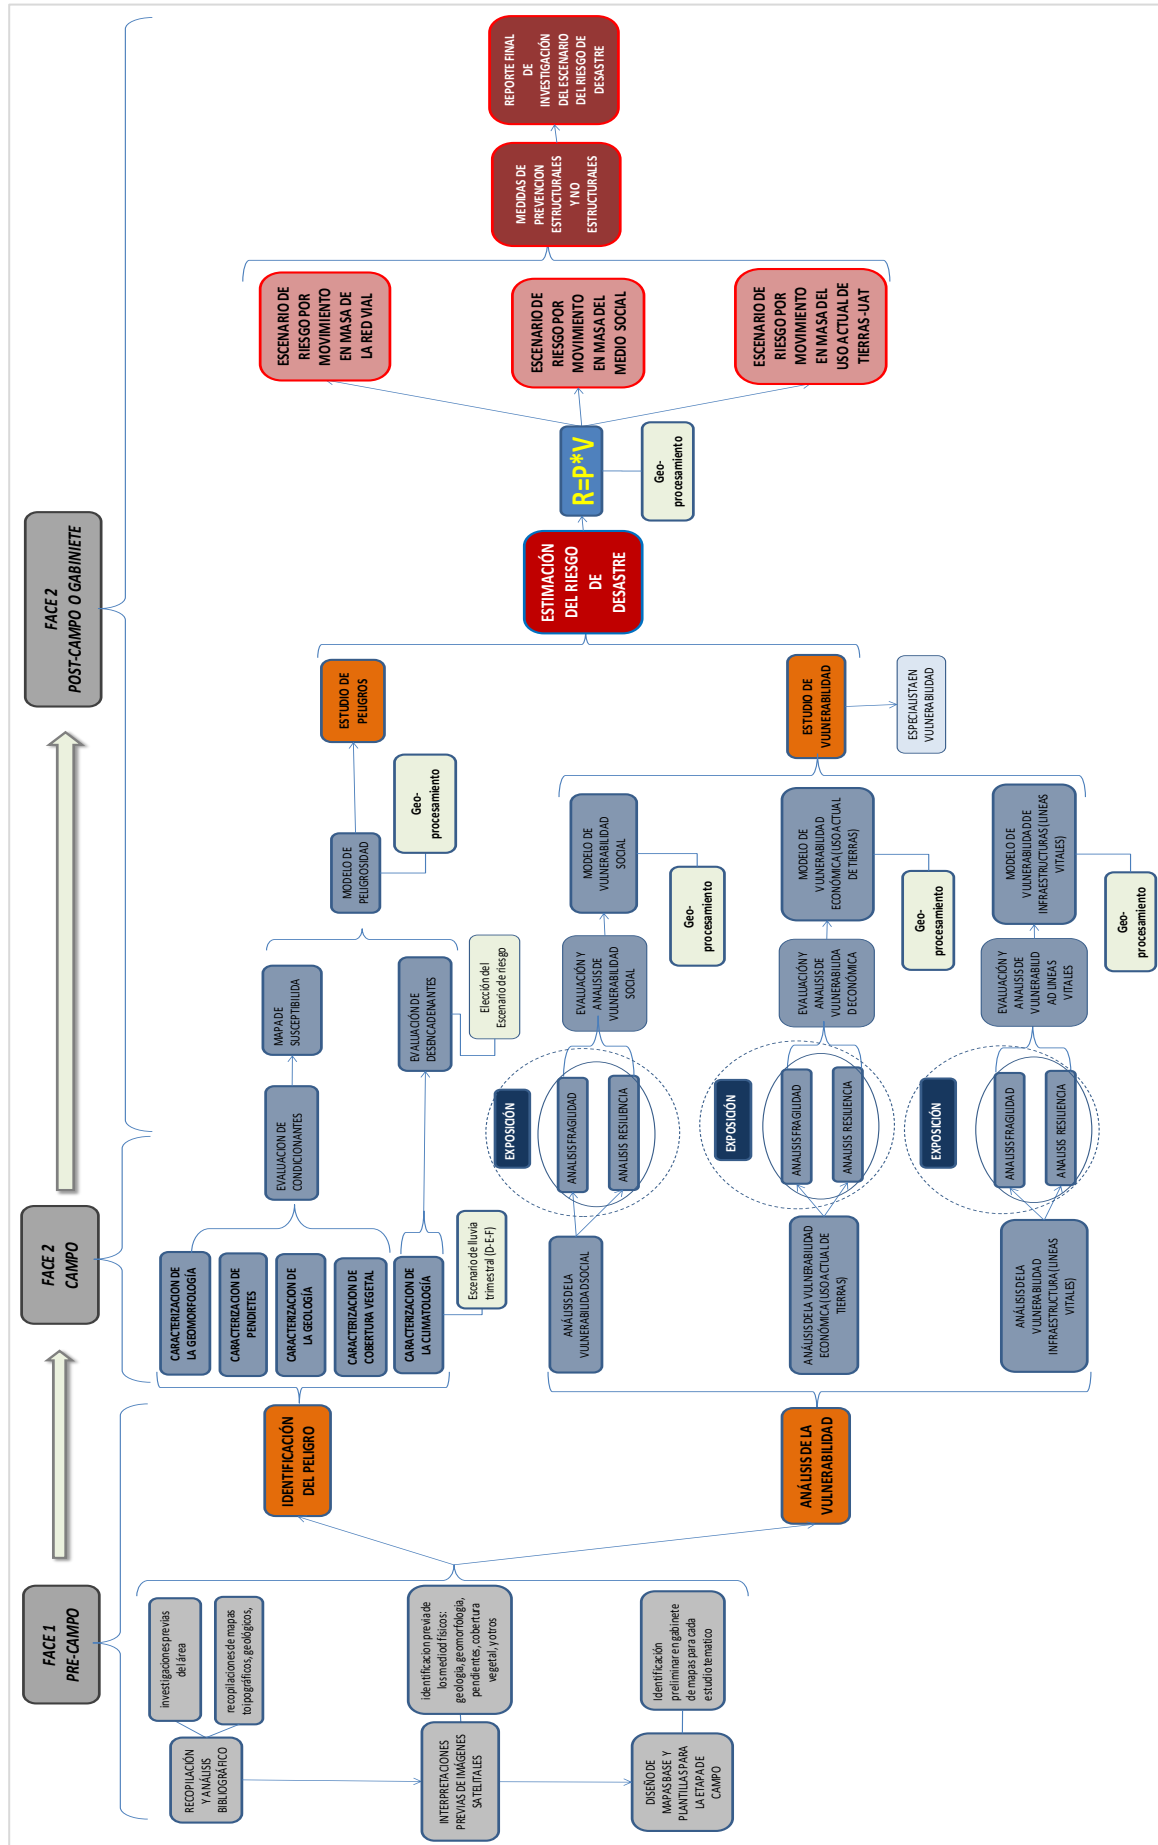 FACE 1
PRE-CAMPO
FACE 2
CAMPO
FACE 2
POST-CAMPO O GABINIETE
RECOPILACIÓN
Y ANÁLISIS
BIBLIOGRÁFICO
investigaciones previas
del área
recopilaciones de mapas
toipográficos, geológicos,
INTERPRETACIONES
PREVIAS DE IMÁGENES
SATELITALES
identificacion previa de
los mediod físicos:
geología, geomorfología,
pendientes, cobertura
vegetal, y otros
DISEÑO DE
MAPAS BASE Y
PLANTILLAS PARA
LA ETAPA DE
CAMPO
Identificación
preliminar en gabinete
de mapas para cada
estudio tematico
IDENTIFICACIÓN
DEL PELIGRO
ANÁLISIS DE LA
VULNERABILIDAD
CARACTERIZACION DE
LA GEOMORFOLOGÍA
CARACTERIZACION DE
PENDIETES
CARACTERIZACION DE
LA GEOLOGÍA
CARACTERIZACION DE
COBERTURA VEGETAL
CARACTERIZACION DE
LA CLIMATOLOGÍA
Escenario de lluvia
trimestral (D-E-F)
EVALUACION DE
CONDICIONANTES
MAPA DE
SUSCEPTIBILIDA
EVALUACIÓN DE
DESENCADENANTES
Elección del
Escenario de riesgo
MODELO DE
PELIGROSIDAD
Geo-
procesamiento
ESTUDIO DE
PELIGROS
ANÁLISIS DE LA
VULNERABILIDAD SOCIAL
EXPOSICIÓN
ANALISIS FRAGILIDAD
ANALISIS RESILIENCIA
EVALUACIÓN Y
ANALISIS DE
VULNERABILIDAD
SOCIAL
MODELO DE
VULNERABILIDAD
SOCIAL
Geo-
procesamiento
ANÁLISIS DE LA VULNERABILIDAD
ECONÓMICA (USO ACTUAL DE
TIERRAS)
EXPOSICIÓN
ANALISIS FRAGILIDAD
ANALISIS RESILIENCIA
EVALUACIÓN Y
ANALISIS DE
VULNERABILIDA
D ECONÓMICA
MODELO DE
VULNERABILIDAD
ECONÓMICA (USO ACTUAL
DE TIERRAS)
Geo-
procesamiento
ANÁLISIS DE LA
VULNERABILIDAD
INFRAESTRUCTURA (LINEAS
VITALES)
EXPOSICIÓN
ANALISIS FRAGILIDAD
ANALISIS RESILIENCIA
EVALUACIÓN Y
ANALISIS DE
VULNERABILID
AD LINEAS
VITALES
MODELO DE
VULNERABILIDAD DE
INFRAESTRUCTURAS (LINEAS
VITALES)
Geo-
procesamiento
ESTUDIO DE
VULNERABILIDAD
ESPECIALISTA EN
VULNERABILIDAD
ESTIMACIÓN
DEL RIESGO
DE
DESASTRE
R=P*V
Geo-
procesamiento
ESCENARIO DE
RIESGO POR
MOVIMIENTO
EN MASA DE
LA RED VIAL
ESCENARIO DE
RIESGO POR
MOVIMIENTO
EN MASA DEL
MEDIO SOCIAL
ESCENARIO DE
RIESGO POR
MOVIMIENTO
EN MASA DEL
USO ACTUAL DE
TIERRAS -UAT
MEDIDAS DE
PREVENCION
ESTRUCTURALES
Y NO
ESTRUCTURALES
REPORTE FINAL
DE
INVESTIGACIÓN
DEL ESCENARIO
DEL RIESGO DE
DESASTRE